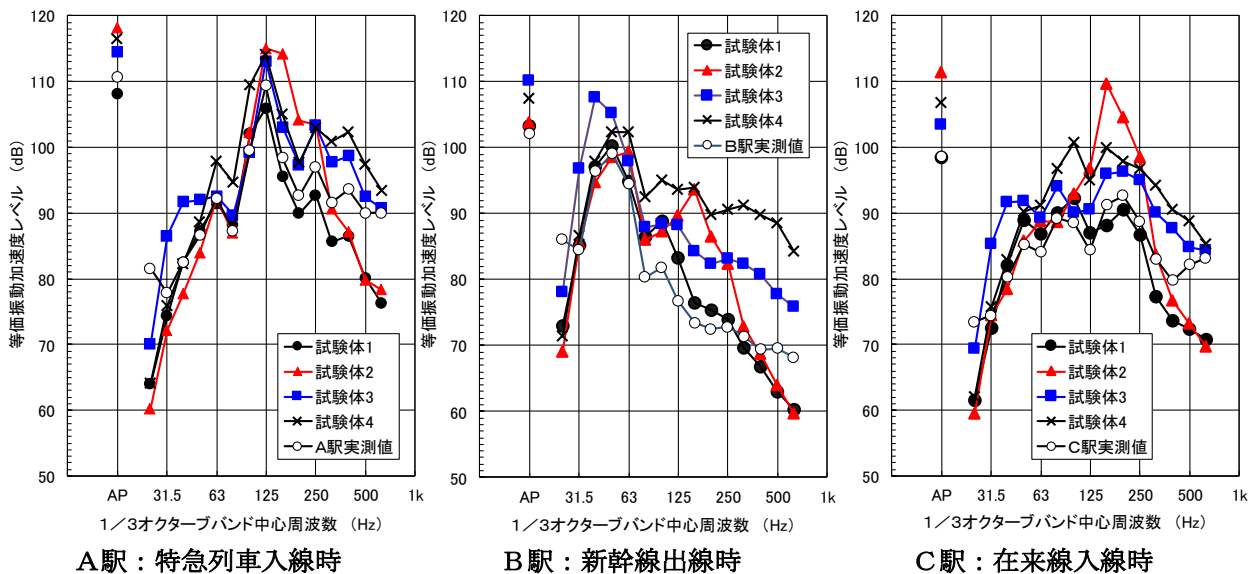 120
110
100
90
80
70
60
50
等価振動加速度レベル (dB)
試験体1
試験体2
試験体3
試験体4
A駅実測値
AP 31.5 63 125 250 500 1k
1/3オクターブバンド中心周波数 (Hz)
A駅:特急列車入線時
120
110
100
90
80
70
60
50
等価振動加速度レベル (dB)
試験体1
試験体2
試験体3
試験体4
B駅実測値
AP 31.5 63 125 250 500 1k
1/3オクターブバンド中心周波数 (Hz)
B駅:新幹線出線時
120
110
100
90
80
70
60
50
等価振動加速度レベル (dB)
試験体1
試験体2
試験体3
試験体4
C駅実測値
AP 31.5 63 125 250 500 1k
1/3オクターブバンド中心周波数 (Hz)
C駅:在来線入線時